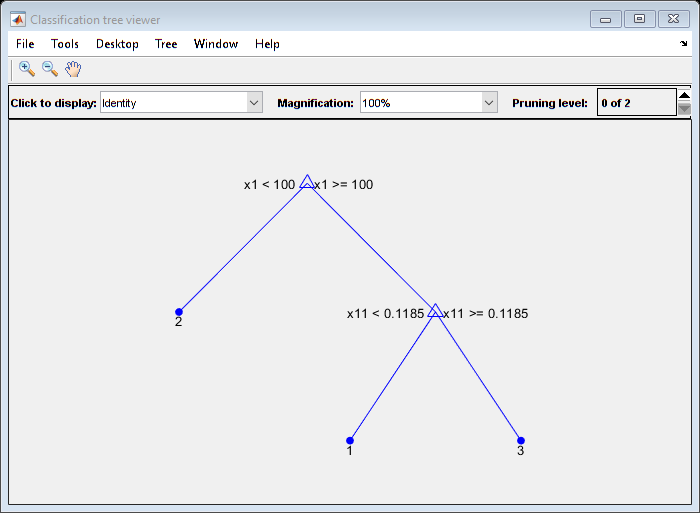 Classification tree viewer
File Tools Desktop Tree Window Help
Click to display: Identity Magnification: 100% Pruning level: 0 of 2
x1 < 100 x1 >= 100
2
x11 < 0.1185 x11 >= 0.1185
1 3